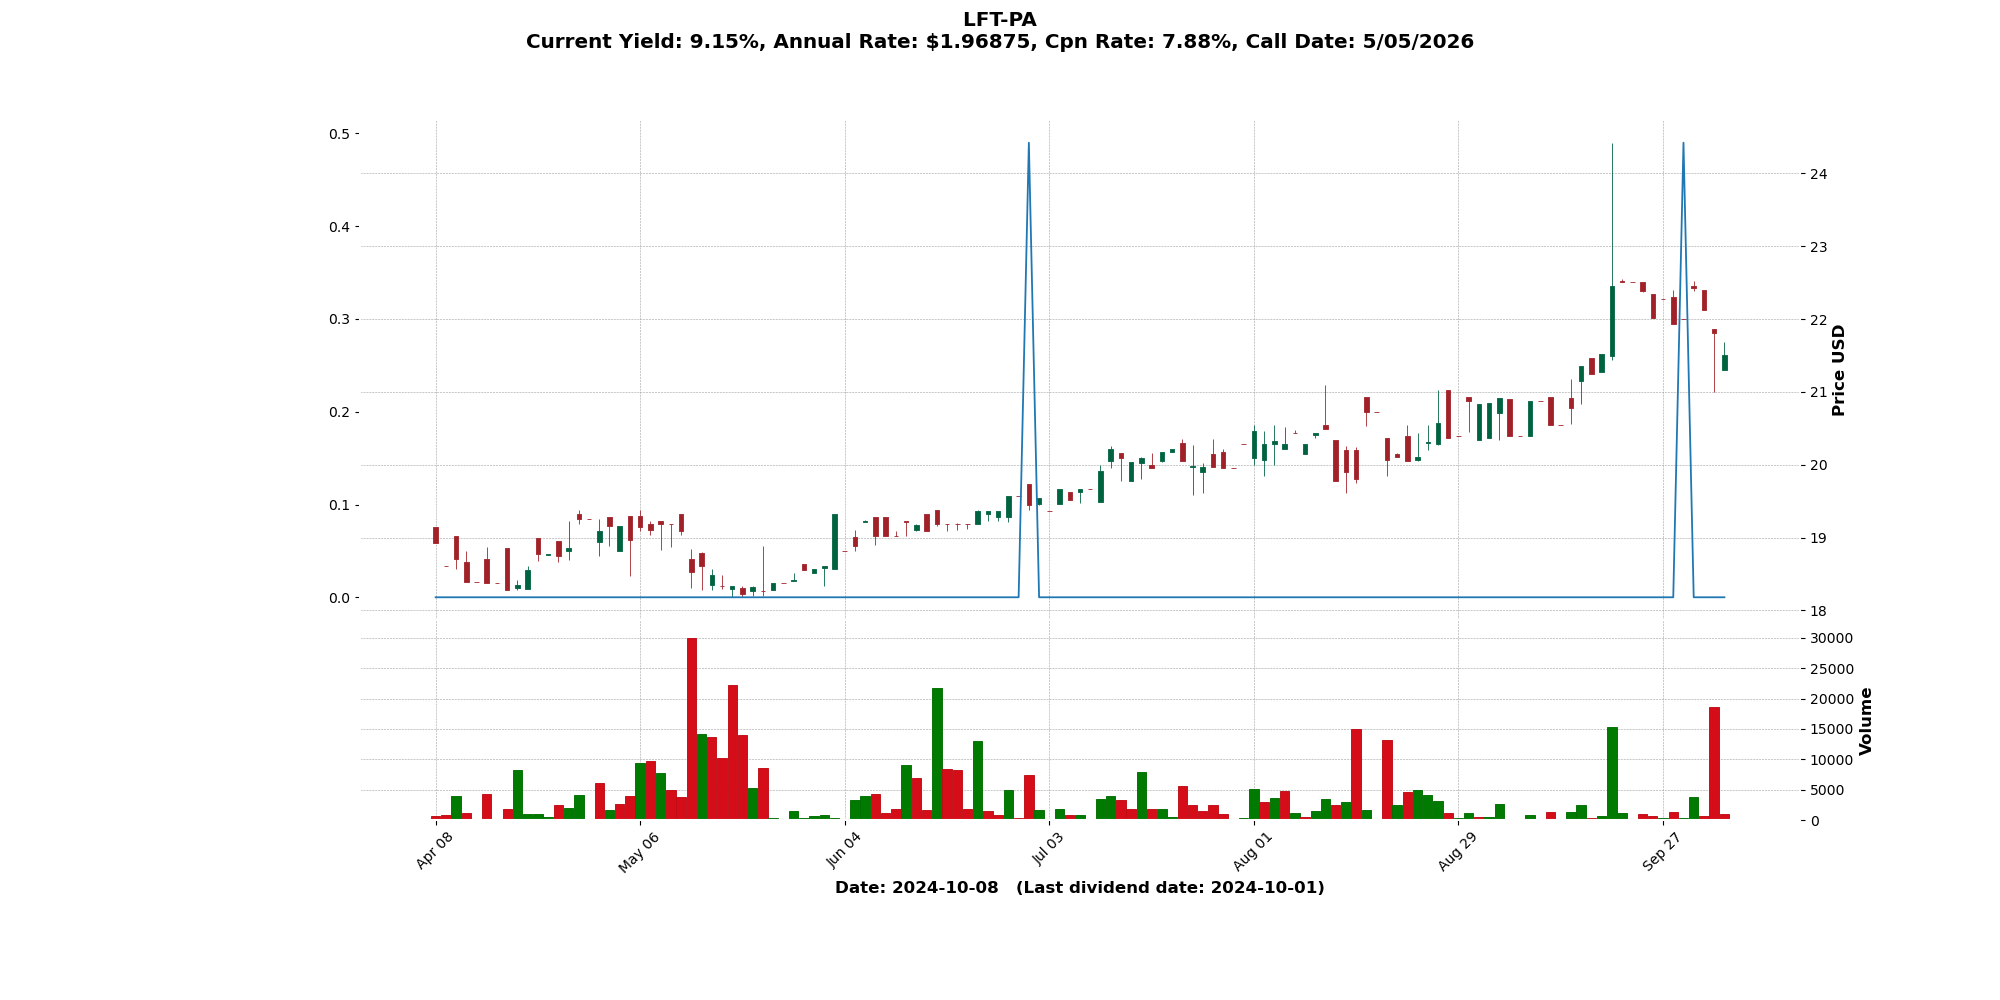 LFT-PA
Current Yield: 9.15%, Annual Rate: $1.96875, Cpn Rate: 7.88%, Call Date: 5/05/2026
0.5
0.4
0.3
0.2
0.1
0.0
24
23
22
21
20
19
18
Price USD
30000
25000
20000
15000
10000
5000
0
Volume
Apr 08
May 06
Jun 04
Jul 03
Aug 01
Aug 29
Sep 27
Date: 2024-10-08   (Last dividend date: 2024-10-01)